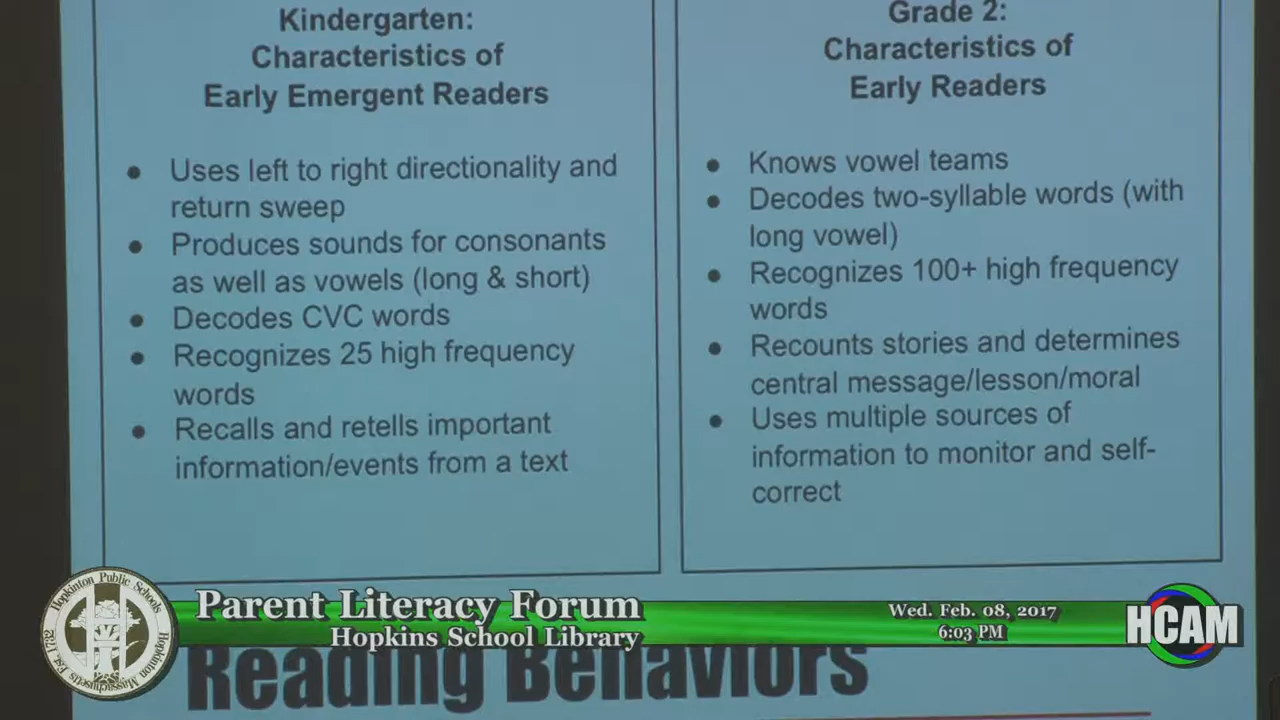 Kindergarten:
Characteristics of
Early Emergent Readers
● Uses left to right directionality and
return sweep
● Produces sounds for consonants
as well as vowels (long & short)
● Decodes CVC words
● Recognizes 25 high frequency
words
● Recalls and retells important
information/events from a text
Grade 2:
Characteristics of
Early Readers
● Knows vowel teams
● Decodes two-syllable words (with
long vowel)
● Recognizes 100+ high frequency
words
● Recounts stories and determines
central message/lesson/moral
● Uses multiple sources of
information to monitor and self-
correct
Hopkinton Public Schools
Hopkinton, Massachusetts Est. 1792
Parent Literacy Forum
Hopkins School Library
Wed. Feb. 08, 2017
6:03 PM
HCAM
Reading Behaviors